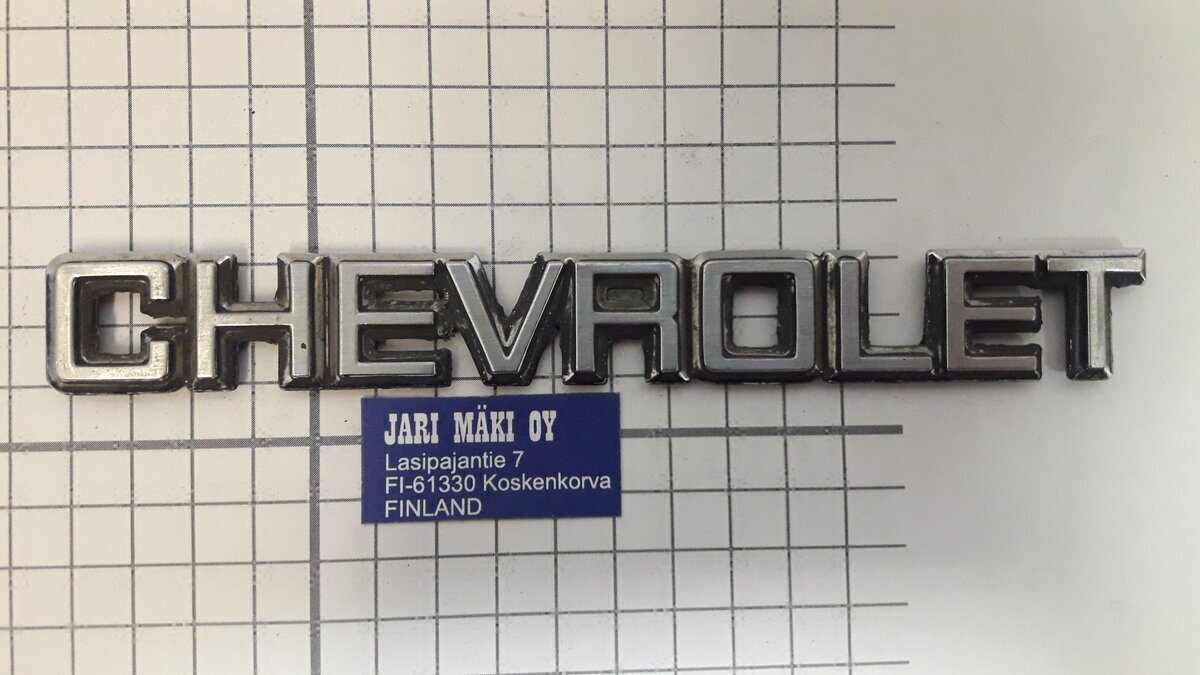 CHEVROLET
JARI MÄKI OY
Lasipajantie 7
FI-61330 Koskenkorva
FINLAND